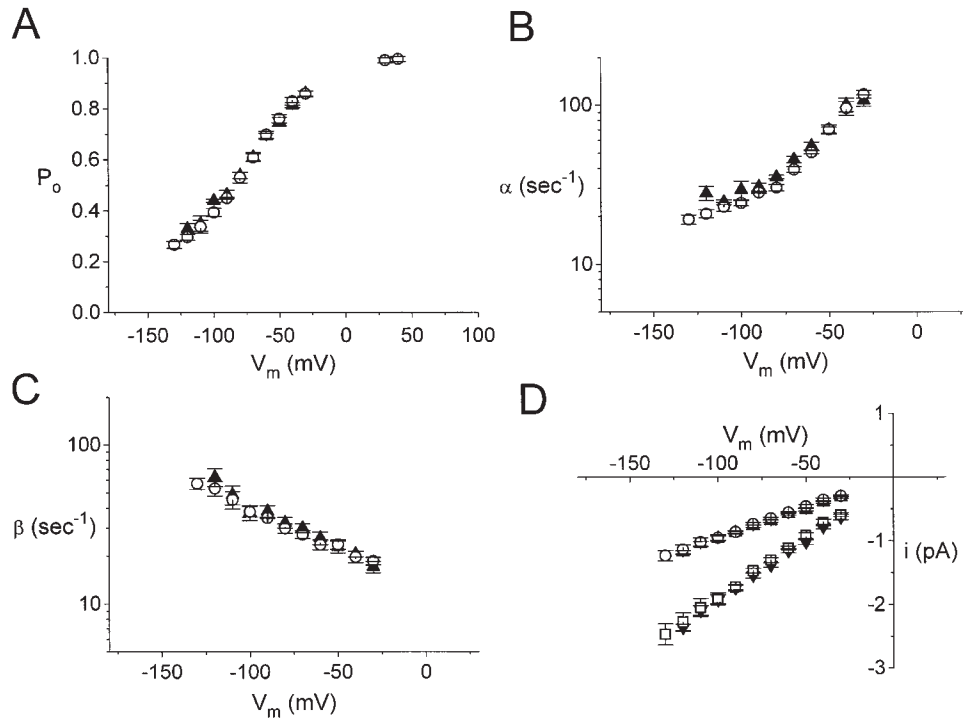 A
1.0
0.8
0.6
0.4
0.2
0.0
Po
-150 -100 -50 0 50 100
Vm (mV)
B
100
10
α (sec-1)
-150 -100 -50 0
Vm (mV)
C
100
10
β (sec-1)
-150 -100 -50 0
Vm (mV)
D
Vm (mV)
-150 -100 -50
1
-1
-2
-3
i (pA)